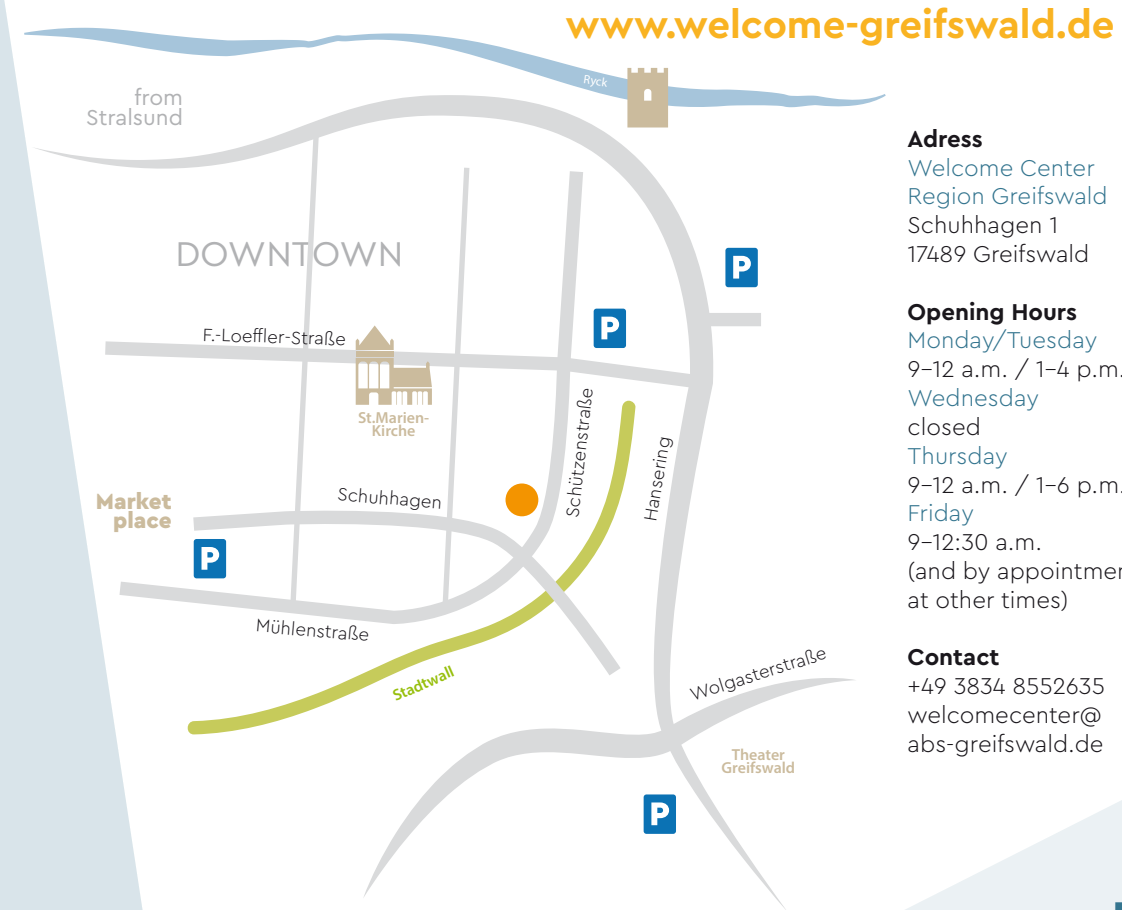 www.welcome-greifswald.de
Ryck
from
Stralsund
DOWNTOWN
P
P
F.-Loeffler-Straße
St.Marien-
Kirche
Schützenstraße
Hansering
Schuhhagen
Market
place
P
Mühlenstraße
Stadtwall
Wolgasterstraße
Theater
Greifswald
P
Adress
Welcome Center
Region Greifswald
Schuhhagen 1
17489 Greifswald
Opening Hours
Monday/Tuesday
9–12 a.m. / 1–4 p.m.
Wednesday
closed
Thursday
9–12 a.m. / 1–6 p.m.
Friday
9–12:30 a.m.
(and by appointmen
at other times)
Contact
+49 3834 8552635
welcomecenter@
abs-greifswald.de